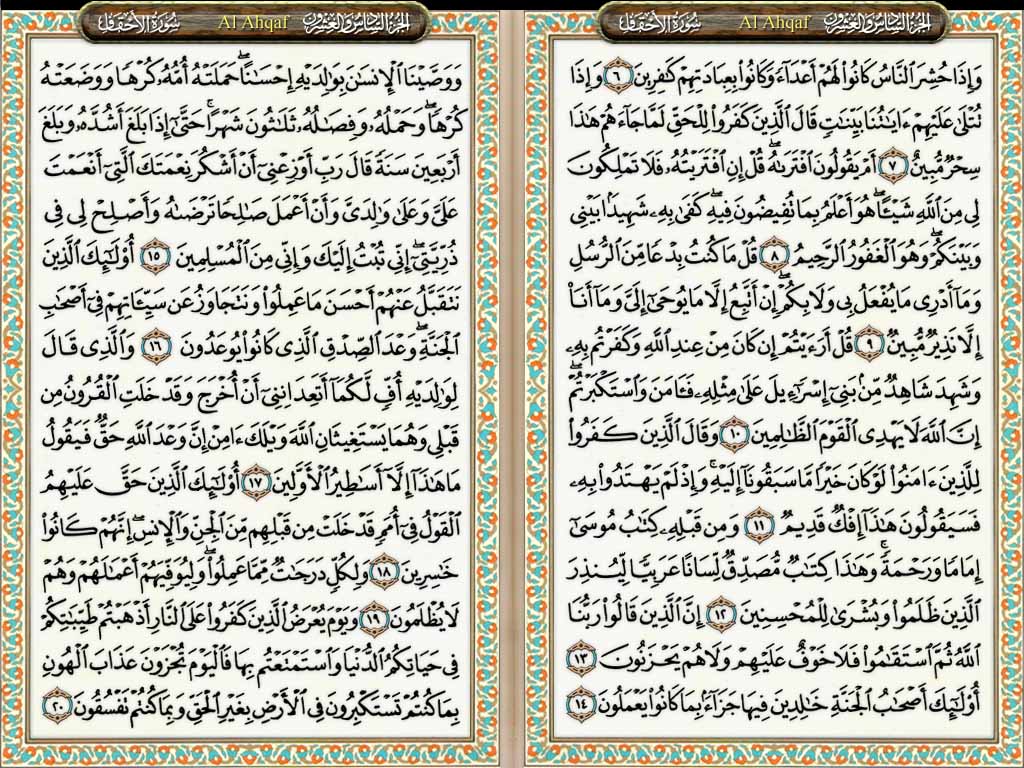 الجزء السادس والعشرون Al Ahqaf سورة الأحقاف
وَإِذَا حُشِرَ ٱلنَّاسُ كَانُوا۟ لَهُمْ أَعْدَآءً وَكَانُوا۟ بِعِبَادَتِهِمْ كَٰفِرِينَ ٦ وَإِذَا
تُتْلَىٰ عَلَيْهِمْ ءَايَٰتُنَا بَيِّنَٰتٍ قَالَ ٱلَّذِينَ كَفَرُوا۟ لِلْحَقِّ لَمَّا جَآءَهُمْ هَٰذَا
سِحْرٌ مُّبِينٌ ٧ أَمْ يَقُولُونَ ٱفْتَرَىٰهُ ۖ قُلْ إِنِ ٱفْتَرَيْتُهُۥ فَلَا تَمْلِكُونَ
لِى مِنَ ٱللَّهِ شَيْـًٔا ۖ هُوَ أَعْلَمُ بِمَا تُفِيضُونَ فِيهِ ۖ كَفَىٰ بِهِۦ شَهِيدًۢا بَيْنِى
وَبَيْنَكُمْ ۖ وَهُوَ ٱلْغَفُورُ ٱلرَّحِيمُ ٨ قُلْ مَا كُنتُ بِدْعًا مِّنَ ٱلرُّسُلِ
وَمَآ أَدْرِى مَا يُفْعَلُ بِى وَلَا بِكُمْ ۖ إِنْ أَتَّبِعُ إِلَّا مَا يُوحَىٰٓ إِلَىَّ وَمَآ أَنَا۠
إِلَّا نَذِيرٌ مُّبِينٌ ٩ قُلْ أَرَءَيْتُمْ إِن كَانَ مِنْ عِندِ ٱللَّهِ وَكَفَرْتُم بِهِۦ
وَشَهِدَ شَاهِدٌ مِّنۢ بَنِىٓ إِسْرَٰٓءِيلَ عَلَىٰ مِثْلِهِۦ فَـَٔامَنَ وَٱسْتَكْبَرْتُمْ ۖ
إِنَّ ٱللَّهَ لَا يَهْدِى ٱلْقَوْمَ ٱلظَّٰلِمِينَ ١٠ وَقَالَ ٱلَّذِينَ كَفَرُوا۟
لِلَّذِينَ ءَامَنُوا۟ لَوْ كَانَ خَيْرًا مَّا سَبَقُونَآ إِلَيْهِ ۚ وَإِذْ لَمْ يَهْتَدُوا۟ بِهِۦ
فَسَيَقُولُونَ هَٰذَآ إِفْكٌ قَدِيمٌ ١١ وَمِن قَبْلِهِۦ كِتَٰبُ مُوسَىٰٓ
إِمَامًا وَرَحْمَةً ۚ وَهَٰذَا كِتَٰبٌ مُّصَدِّقٌ لِّسَانًا عَرَبِيًّا لِّيُنذِرَ
ٱلَّذِينَ ظَلَمُوا۟ وَبُشْرَىٰ لِلْمُحْسِنِينَ ١٢ إِنَّ ٱلَّذِينَ قَالُوا۟ رَبُّنَا
ٱللَّهُ ثُمَّ ٱسْتَقَٰمُوا۟ فَلَا خَوْفٌ عَلَيْهِمْ وَلَا هُمْ يَحْزَنُونَ ١٣
أُو۟لَٰٓئِكَ أَصْحَٰبُ ٱلْجَنَّةِ خَٰلِدِينَ فِيهَا جَزَآءًۢ بِمَا كَانُوا۟ يَعْمَلُونَ ١٤
الجزء السادس والعشرون Al Ahqaf سورة الأحقاف
وَوَصَّيْنَا ٱلْإِنسَٰنَ بِوَٰلِدَيْهِ إِحْسَٰنًا ۖ حَمَلَتْهُ أُمُّهُۥ كُرْهًا وَوَضَعَتْهُ
كُرْهًا ۖ وَحَمْلُهُۥ وَفِصَٰلُهُۥ ثَلَٰثُونَ شَهْرًا ۚ حَتَّىٰٓ إِذَا بَلَغَ أَشُدَّهُۥ وَبَلَغَ
أَرْبَعِينَ سَنَةً قَالَ رَبِّ أَوْزِعْنِىٓ أَنْ أَشْكُرَ نِعْمَتَكَ ٱلَّتِىٓ أَنْعَمْتَ
عَلَىَّ وَعَلَىٰ وَٰلِدَىَّ وَأَنْ أَعْمَلَ صَٰلِحًا تَرْضَىٰهُ وَأَصْلِحْ لِى فِى
ذُرِّيَّتِىٓ ۖ إِنِّى تُبْتُ إِلَيْكَ وَإِنِّى مِنَ ٱلْمُسْلِمِينَ ١٥ أُو۟لَٰٓئِكَ ٱلَّذِينَ
نَتَقَبَّلُ عَنْهُمْ أَحْسَنَ مَا عَمِلُوا۟ وَنَتَجَاوَزُ عَن سَيِّـَٔاتِهِمْ فِىٓ أَصْحَٰبِ
ٱلْجَنَّةِ ۖ وَعْدَ ٱلصِّدْقِ ٱلَّذِى كَانُوا۟ يُوعَدُونَ ١٦ وَٱلَّذِى قَالَ
لِوَٰلِدَيْهِ أُفٍّ لَّكُمَآ أَتَعِدَانِنِىٓ أَنْ أُخْرَجَ وَقَدْ خَلَتِ ٱلْقُرُونُ مِن
قَبْلِى وَهُمَا يَسْتَغِيثَانِ ٱللَّهَ وَيْلَكَ ءَامِنْ إِنَّ وَعْدَ ٱللَّهِ حَقٌّ فَيَقُولُ
مَا هَٰذَآ إِلَّآ أَسَٰطِيرُ ٱلْأَوَّلِينَ ١٧ أُو۟لَٰٓئِكَ ٱلَّذِينَ حَقَّ عَلَيْهِمُ
ٱلْقَوْلُ فِىٓ أُمَمٍ قَدْ خَلَتْ مِن قَبْلِهِم مِّنَ ٱلْجِنِّ وَٱلْإِنسِ ۖ إِنَّهُمْ كَانُوا۟
خَٰسِرِينَ ١٨ وَلِكُلٍّ دَرَجَٰتٌ مِّمَّا عَمِلُوا۟ ۖ وَلِيُوَفِّيَهُمْ أَعْمَٰلَهُمْ وَهُمْ
لَا يُظْلَمُونَ ١٩ وَيَوْمَ يُعْرَضُ ٱلَّذِينَ كَفَرُوا۟ عَلَى ٱلنَّارِ أَذْهَبْتُمْ طَيِّبَٰتِكُمْ
فِى حَيَاتِكُمُ ٱلدُّنْيَا وَٱسْتَمْتَعْتُم بِهَا فَٱلْيَوْمَ تُجْزَوْنَ عَذَابَ ٱلْهُونِ
بِمَا كُنتُمْ تَسْتَكْبِرُونَ فِى ٱلْأَرْضِ بِغَيْرِ ٱلْحَقِّ وَبِمَا كُنتُمْ تَفْسُقُونَ ٢٠